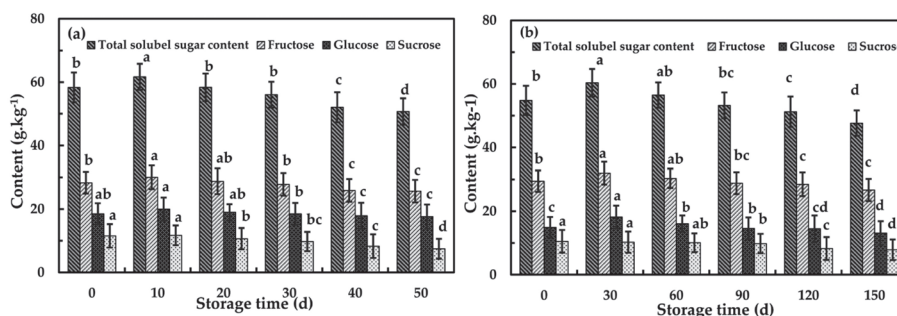 (a)
Total solubel sugar content Fructose Glucose Sucrose
80
60
40
20
0
Content (g.kg-1)
b a b b c d
b a ab b c c
ab a ab b c c
a a b bc c d
0 10 20 30 40 50
Storage time (d)
(b)
Total solubel sugar content Fructose Glucose Sucrose
80
60
40
20
0
Content (g.kg-1)
b a ab bc c d
b a ab bc c d
c a b b cd d
a a ab b c d
0 30 60 90 120 150
Storage time (d)